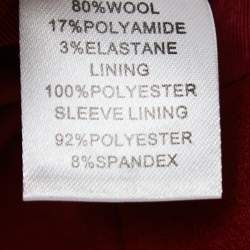 80%WOOL
17%POLYAMIDE
3%ELASTANE
LINING
100%POLYESTER
SLEEVE LINING
92%POLYESTER
8%SPANDEX